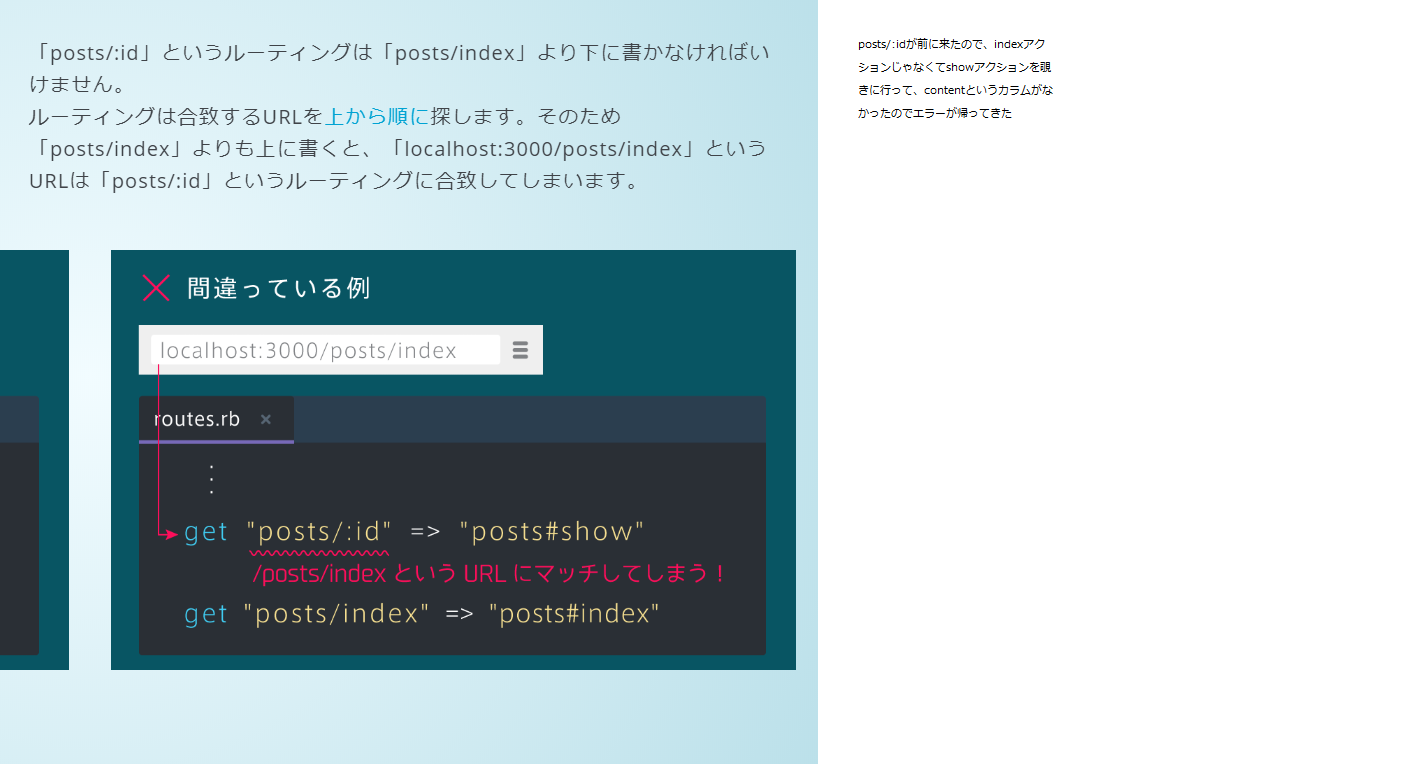 「posts/:id」というルーティングは「posts/index」より下に書かなければい
けません。
ルーティングは合致するURLを上から順に探します。そのため
「posts/index」よりも上に書くと、「localhost:3000/posts/index」という
URLは「posts/:id」というルーティングに合致してしまいます。
間違っている例
localhost:3000/posts/index
routes.rb ×
get "posts/:id" => "posts#show"
/posts/index という URL にマッチしてしまう！
get "posts/index" => "posts#index"
posts/:idが前に来たので、indexアク
ションじゃなくてshowアクションを覗
きに行って、contentというカラムがな
かったのでエラーが帰ってきた